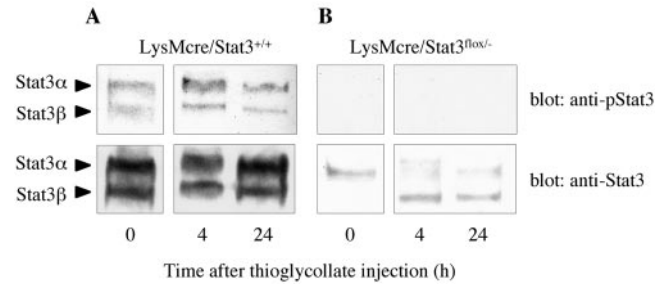 A B
LysMcre/Stat3+/+ LysMcre/Stat3flox/-
Stat3α
Stat3β
blot: anti-pStat3
Stat3α
Stat3β
blot: anti-Stat3
0 4 24 0 4 24
Time after thioglycollate injection (h)